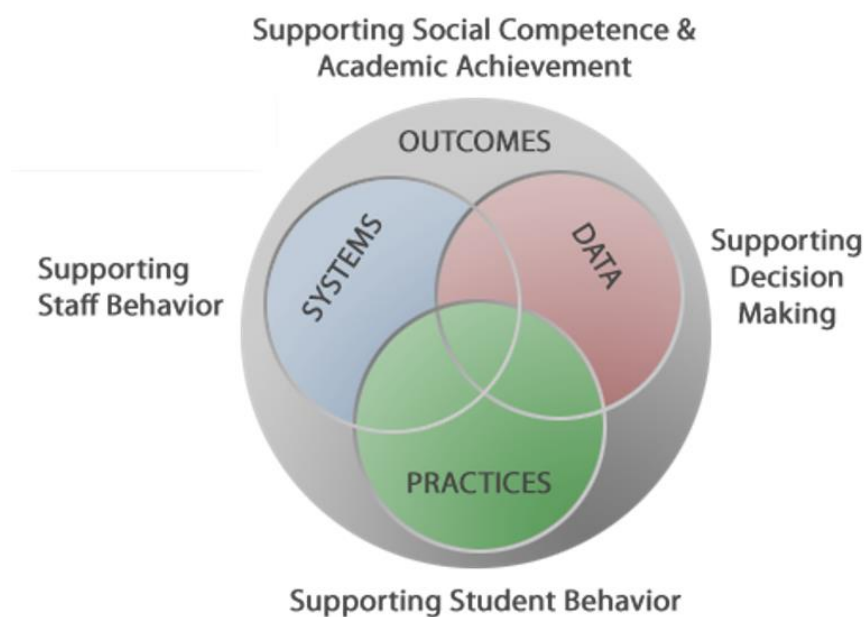 Supporting Social Competence &
Academic Achievement
OUTCOMES
SYSTEMS
DATA
Supporting
Staff Behavior
Supporting
Decision
Making
PRACTICES
Supporting Student Behavior